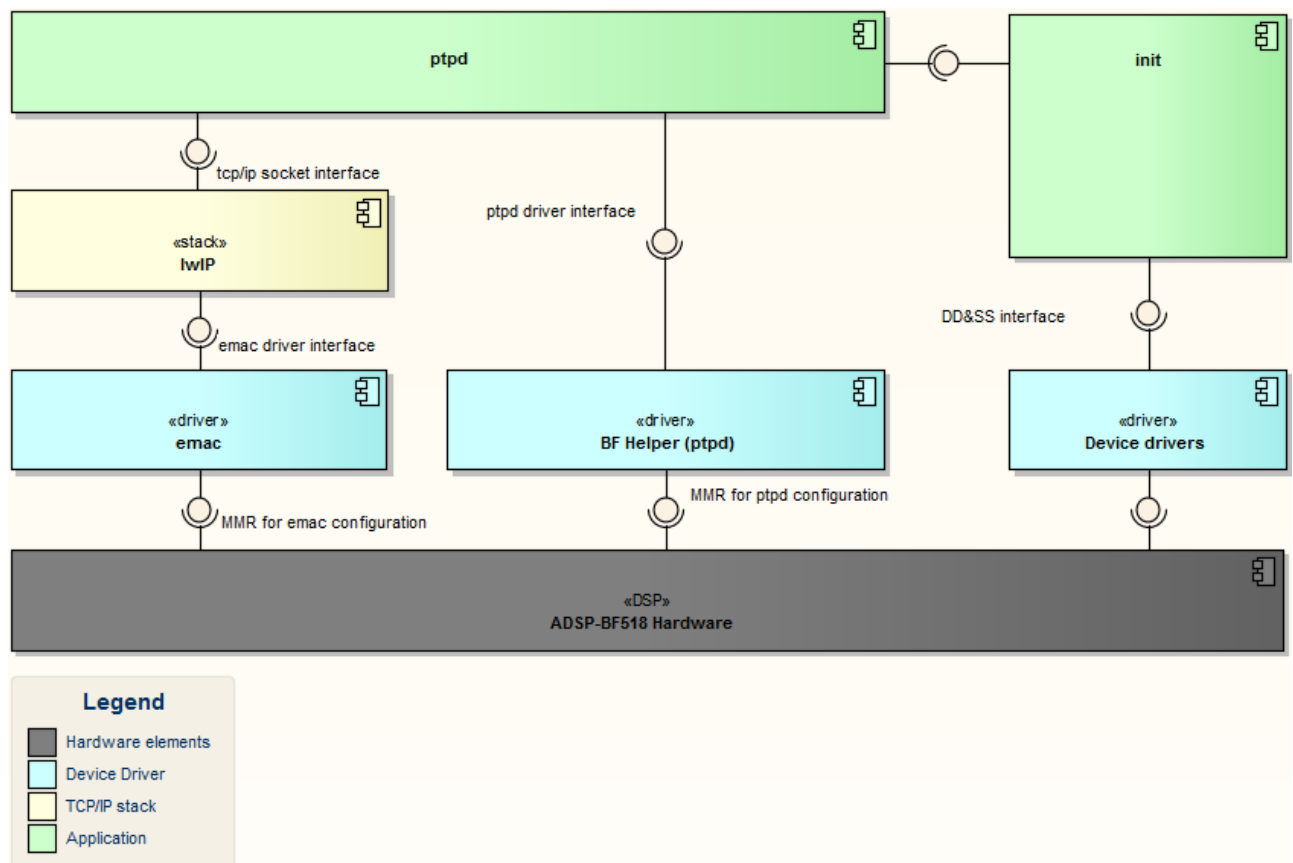 ptpd
init
tcp/ip socket interface
«stack»
lwIP
ptpd driver interface
DD&SS interface
emac driver interface
«driver»
emac
«driver»
BF Helper (ptpd)
«driver»
Device drivers
MMR for emac configuration
MMR for ptpd configuration
«DSP»
ADSP-BF518 Hardware
Legend
Hardware elements
Device Driver
TCP/IP stack
Application